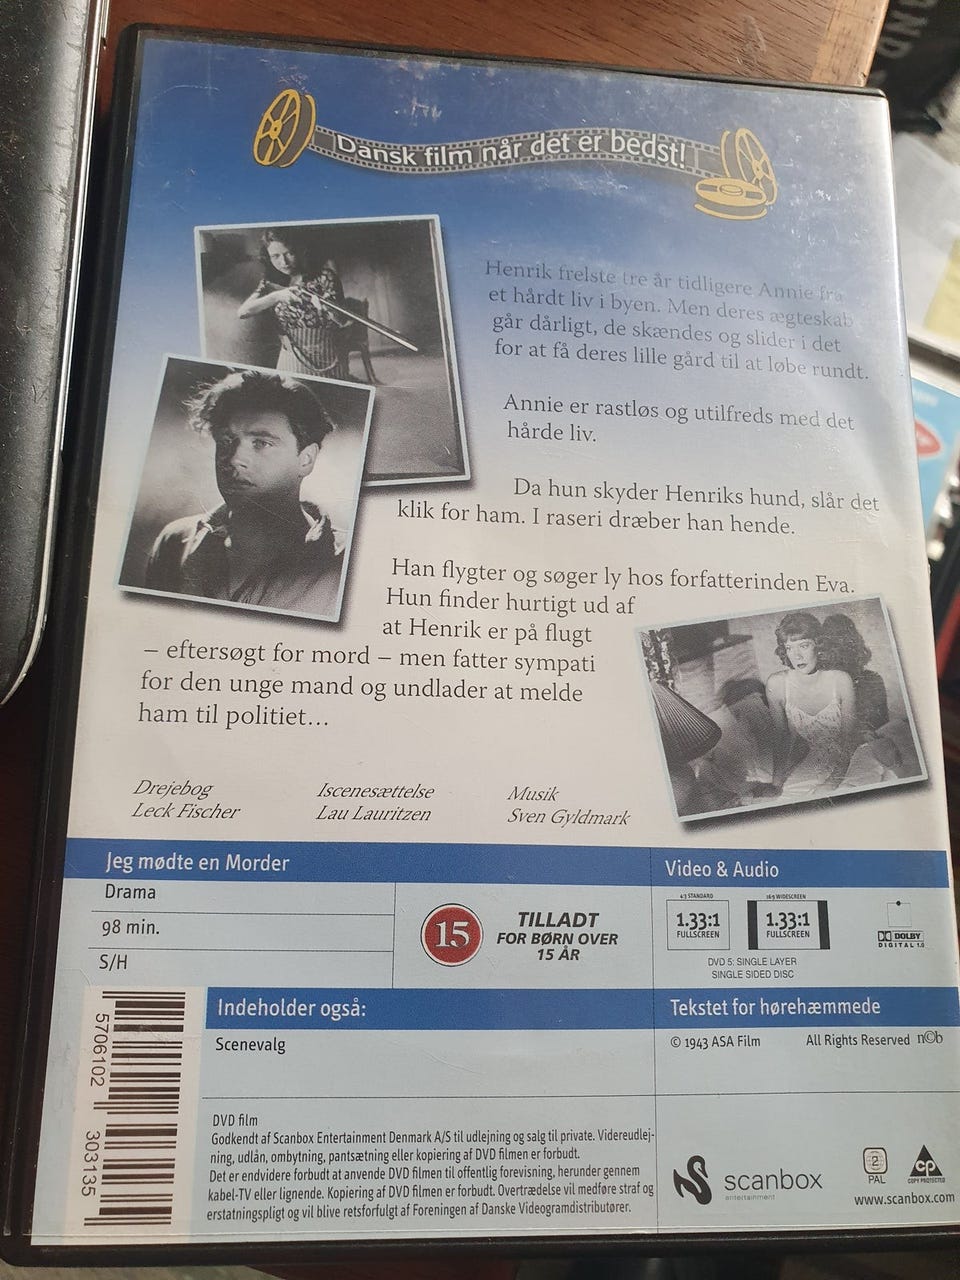 Dansk film når det er bedst!
Henrik frelste tre år tidligere Annie fra
et hårdt liv i byen. Men deres ægteskab
går dårligt, de skændes og slider i det
for at få deres lille gård til at løbe rundt.
Annie er rastløs og utilfreds med det
hårde liv.
Da hun skyder Henriks hund, slår det
klik for ham. I raseri dræber han hende.
Han flygter og søger ly hos forfatterinden Eva.
Hun finder hurtigt ud af
at Henrik er på flugt
– eftersøgt for mord – men fatter sympati
for den unge mand og undlader at melde
ham til politiet...
Drejebog
Leck Fischer
Iscenesættelse
Lau Lauritzen
Musik
Sven Gyldmark
Jeg mødte en Morder
Drama
98 min.
S/H
15
TILLADT
FOR BØRN OVER
15 ÅR
Video & Audio
4:3 STANDARD
1.33:1
FULLSCREEN
16:9 WIDESCREEN
1.33:1
FULLSCREEN
DVD 5: SINGLE LAYER
SINGLE SIDED DISC
DOLBY
DIGITAL 1.0
Indeholder også:
Scenevalg
Tekstet for hørehæmmede
© 1943 ASA Film All Rights Reserved n©b
5706102 303135
DVD film
Godkendt af Scanbox Entertainment Denmark A/S til udlejning og salg til private. Videreudlej-
ning, udlån, ombytning, pantsætning eller kopiering af DVD filmen er forbudt.
Det er endvidere forbudt at anvende DVD filmen til offentlig forevisning, herunder gennem
kabel-TV eller lignende. Kopiering af DVD filmen er forbudt. Overtrædelse vil medføre straf og
erstatningspligt og vil blive retsforfulgt af Foreningen af Danske Videogramdistributører.
scanbox
entertainment
2
PAL
CP
COPY PROTECTED
www.scanbox.com